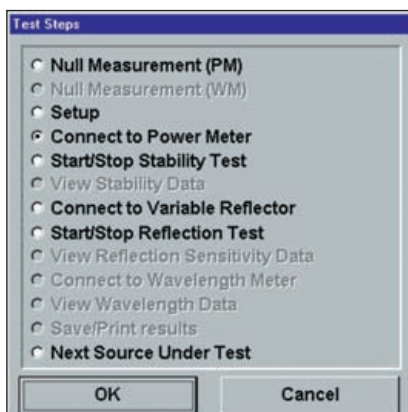 Test Steps
Null Measurement (PM)
Null Measurement (WM)
Setup
Connect to Power Meter
Start/Stop Stability Test
View Stability Data
Connect to Variable Reflector
Start/Stop Reflection Test
View Reflection Sensitivity Data
Connect to Wavelength Meter
View Wavelength Data
Save/Print results
Next Source Under Test
OK Cancel